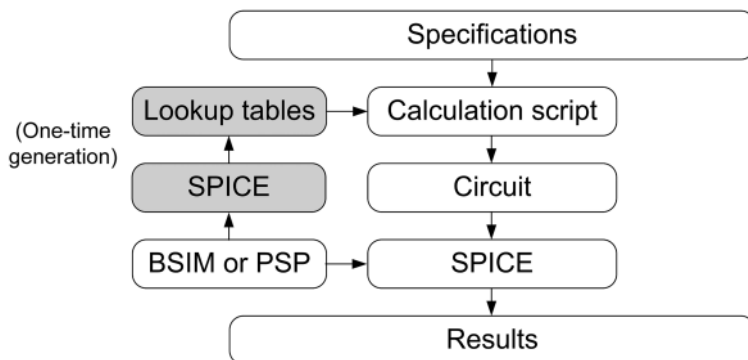 Specifications
Lookup tables
Calculation script
(One-time
generation)
SPICE
Circuit
BSIM or PSP
SPICE
Results